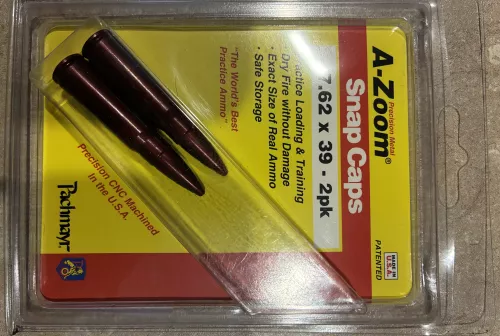 Precision Metal
A-Zoom®
Snap Caps
7.62 x 39 - 2pk
Practice Loading & Training
Dry Fire without Damage
• Exact Size of Real Ammo
• Safe Storage
"The World's Best
Practice Ammo"
Precision CNC Machined
in the U.S.A.
Pachmayr
MADE IN
U.S.A.
PATENTED